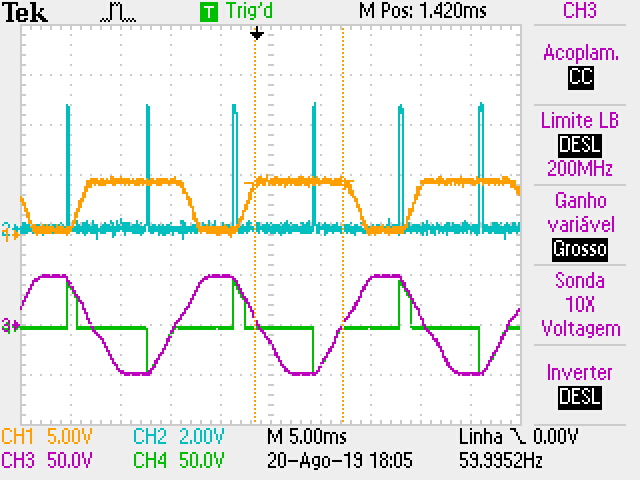 Tek T Trig'd M Pos: 1.420ms CH3
Acoplam.
CC
Limite LB
DESL
200MHz
Ganho
variável
Grosso
Sonda
10X
Voltagem
Inverter
DESL
CH1 5.00V CH2 2.00V M 5.00ms Linha 0.00V
CH3 50.0V CH4 50.0V 20-Ago-19 18:05 59.9952Hz